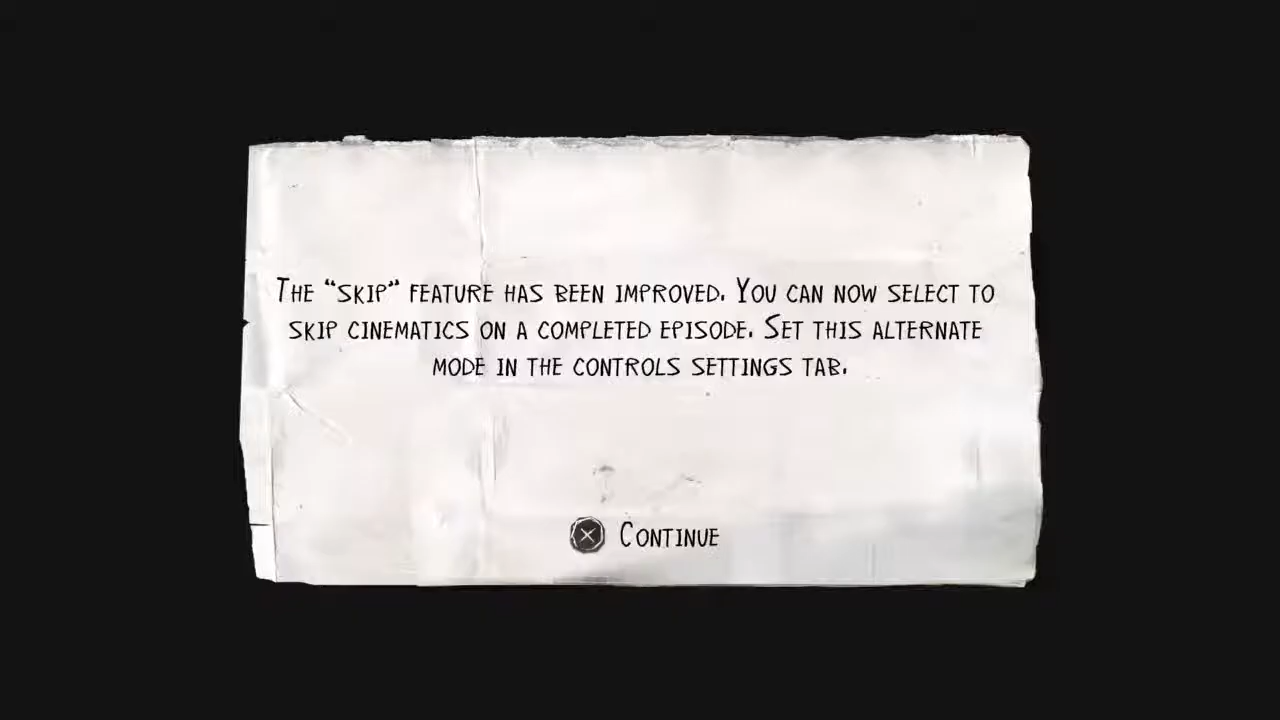 The “skip” feature has been improved. You can now select to
skip cinematics on a completed episode. Set this alternate
mode in the controls settings tab.
Continue